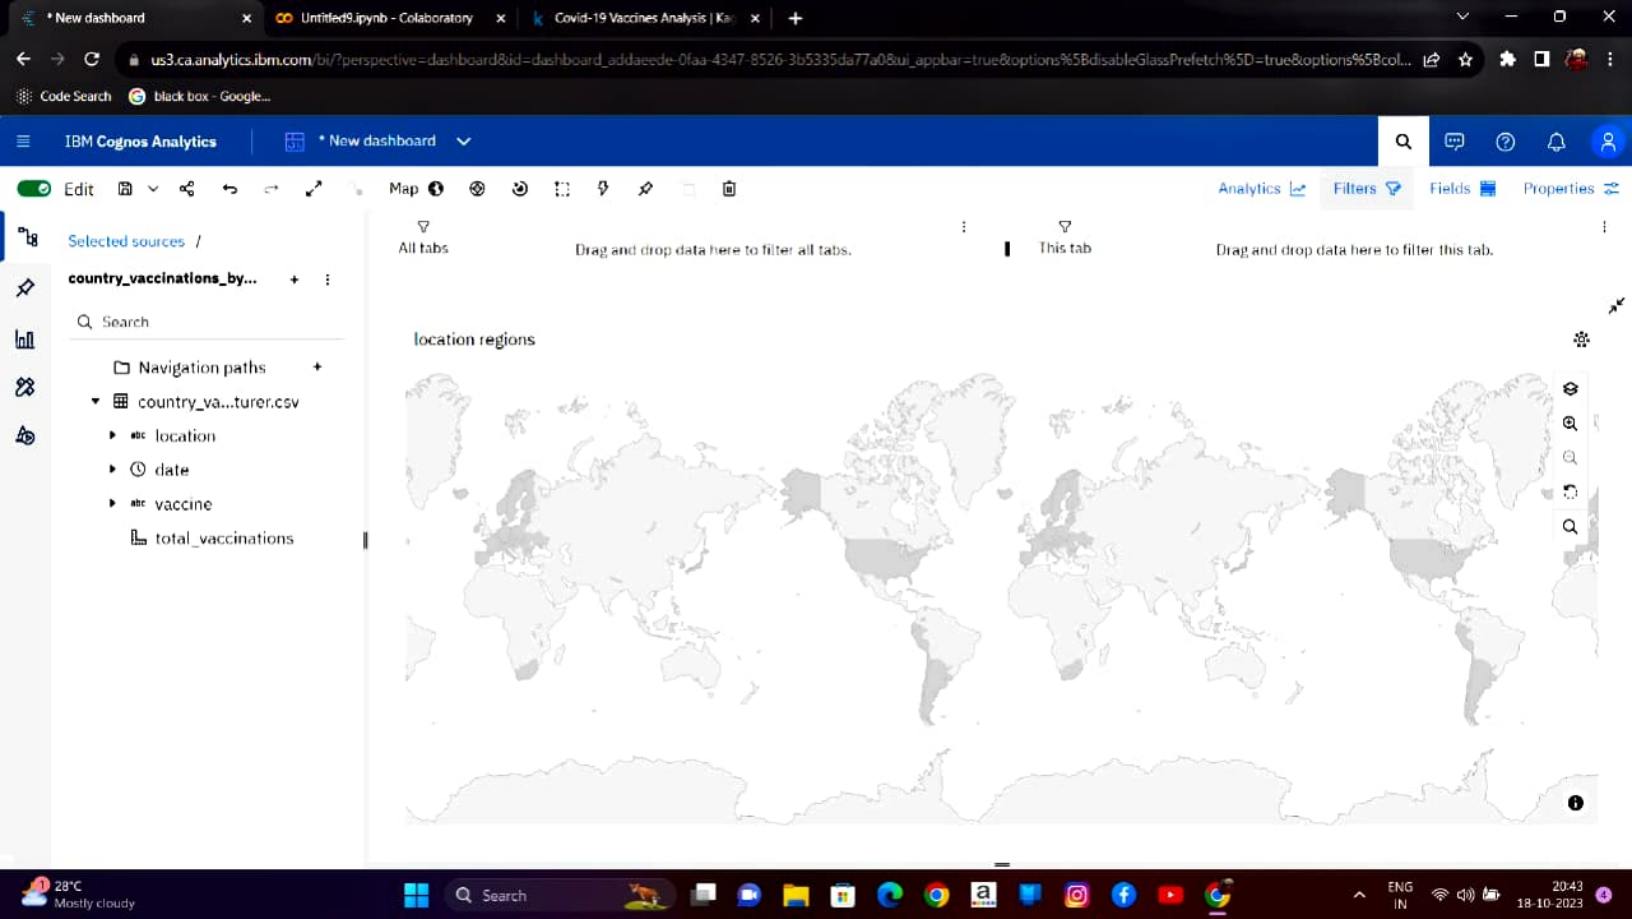 * New dashboard
Untitled9.ipynb - Colaboratory
Covid-19 Vaccines Analysis | Ka
us3.ca.analytics.ibm.com/bi/?perspective=dashboard&id=dashboard_addaeede-0faa-4347-8526-3b5335da77a0&ui_appbar=true&options%5BdisableGlassPrefetch%5D=true&options%5Bcol...
Code Search
black box - Google...
IBM Cognos Analytics
* New dashboard
Edit
Map
Analytics
Filters
Fields
Properties
Selected sources /
All tabs
Drag and drop data here to filter all tabs.
This tab
Drag and drop data here to filter this tab.
country_vaccinations_by...
Search
location regions
Navigation paths
country_va...turer.csv
abc location
date
abc vaccine
total_vaccinations
1
28°C
Mostly cloudy
Search
ENG
IN
20:43
18-10-2023
4